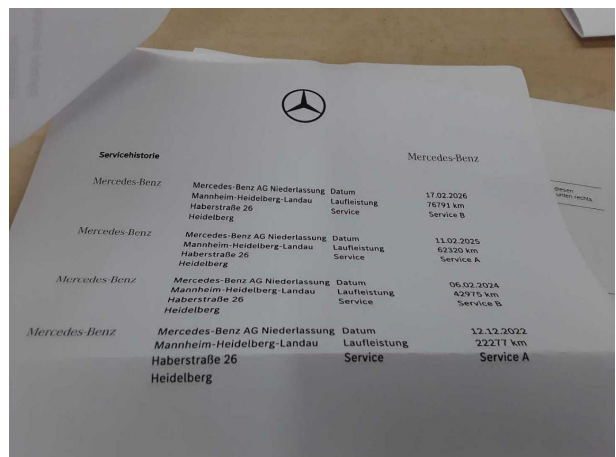 Servicehistorie
Mercedes-Benz
Mercedes-Benz Mercedes-Benz AG Niederlassung Datum 17.02.2026
Mannheim-Heidelberg-Landau Laufleistung 76791 km
Haberstraße 26 Service Service B
Heidelberg
Mercedes-Benz Mercedes-Benz AG Niederlassung Datum 11.02.2025
Mannheim-Heidelberg-Landau Laufleistung 62320 km
Haberstraße 26 Service Service A
Heidelberg
Mercedes-Benz Mercedes-Benz AG Niederlassung Datum 06.02.2024
Mannheim-Heidelberg-Landau Laufleistung 42975 km
Haberstraße 26 Service Service B
Heidelberg
Mercedes-Benz Mercedes-Benz AG Niederlassung Datum 12.12.2022
Mannheim-Heidelberg-Landau Laufleistung 22277 km
Haberstraße 26 Service Service A
Heidelberg
diesen
unten rechts.